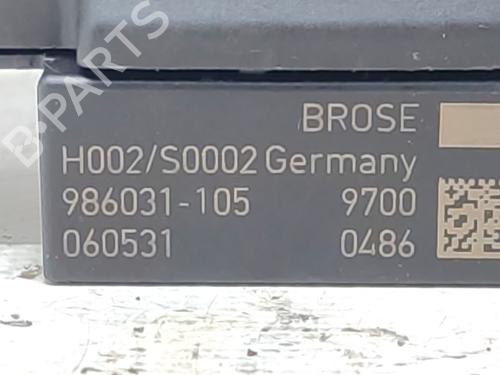 B-PARTS
BROSE
H002/S0002 Germany
986031-105 9700
060531 0486